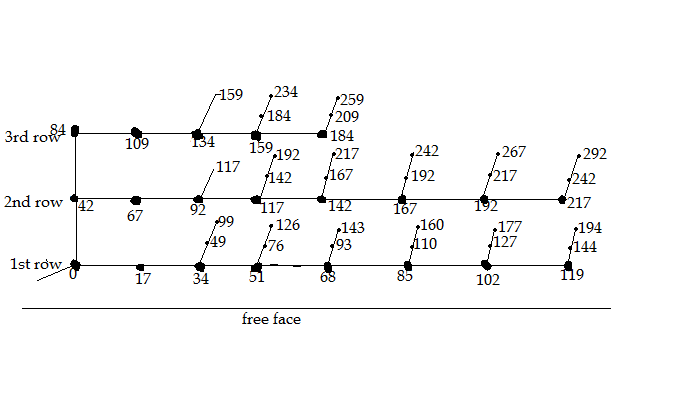 159 234 259
184 209
3rd row 84 109 134 159 184
117 192 217 242 267 292
142 167 192 217 242
2nd row 42 67 92 117 142 167 192 217
99 126 143 160 177 194
49 76 93 110 127 144
1st row 0 17 34 51 68 85 102 119
free face